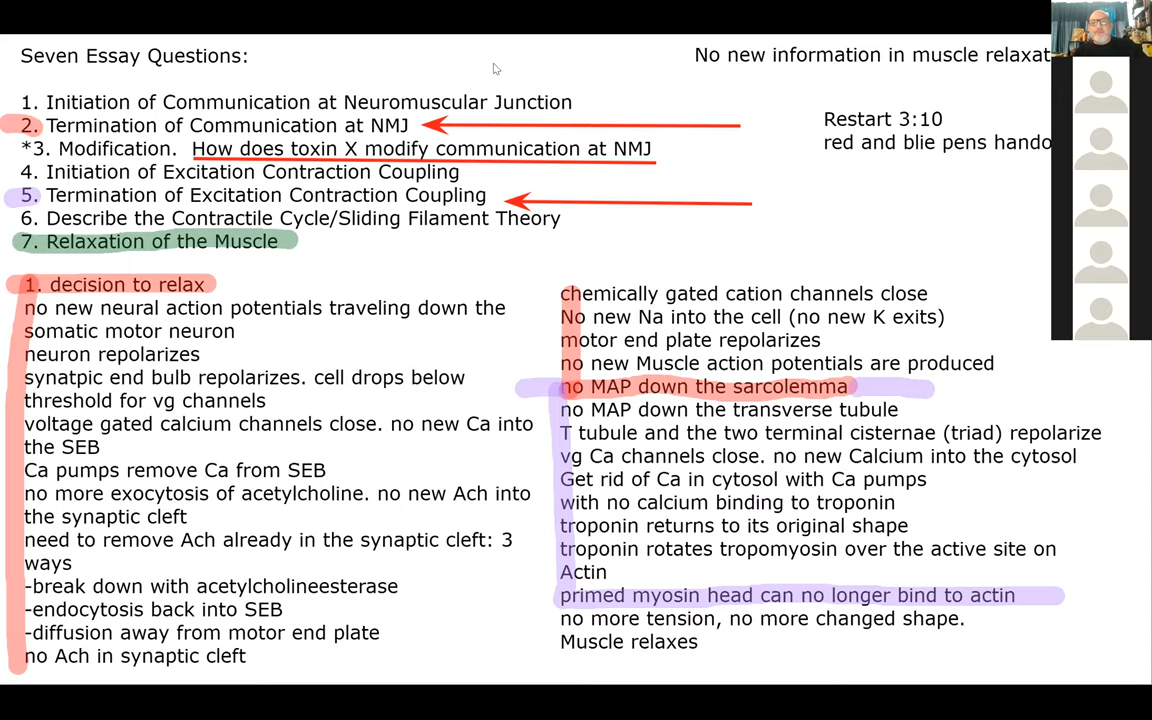 Seven Essay Questions:
No new information in muscle relaxat
1. Initiation of Communication at Neuromuscular Junction
2. Termination of Communication at NMJ
*3. Modification. How does toxin X modify communication at NMJ
4. Initiation of Excitation Contraction Coupling
5. Termination of Excitation Contraction Coupling
6. Describe the Contractile Cycle/Sliding Filament Theory
7. Relaxation of the Muscle
Restart 3:10
red and blie pens hando
1. decision to relax
no new neural action potentials traveling down the
somatic motor neuron
neuron repolarizes
synatpic end bulb repolarizes. cell drops below
threshold for vg channels
voltage gated calcium channels close. no new Ca into
the SEB
Ca pumps remove Ca from SEB
no more exocytosis of acetylcholine. no new Ach into
the synaptic cleft
need to remove Ach already in the synaptic cleft: 3
ways
-break down with acetylcholineesterase
-endocytosis back into SEB
-diffusion away from motor end plate
no Ach in synaptic cleft
chemically gated cation channels close
No new Na into the cell (no new K exits)
motor end plate repolarizes
no new Muscle action potentials are produced
no MAP down the sarcolemma
no MAP down the transverse tubule
T tubule and the two terminal cisternae (triad) repolarize
vg Ca channels close. no new Calcium into the cytosol
Get rid of Ca in cytosol with Ca pumps
with no calcium binding to troponin
troponin returns to its original shape
troponin rotates tropomyosin over the active site on
Actin
primed myosin head can no longer bind to actin
no more tension, no more changed shape.
Muscle relaxes